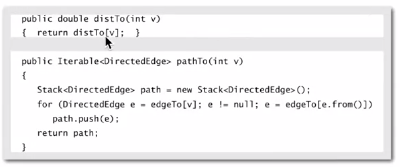 public double distTo(int v)
{ return distTo[v]; }
public Iterable<DirectedEdge> pathTo(int v)
{
Stack<DirectedEdge> path = new Stack<DirectedEdge>();
for (DirectedEdge e = edgeTo[v]; e != null; e = edgeTo[e.from()])
path.push(e);
return path;
}